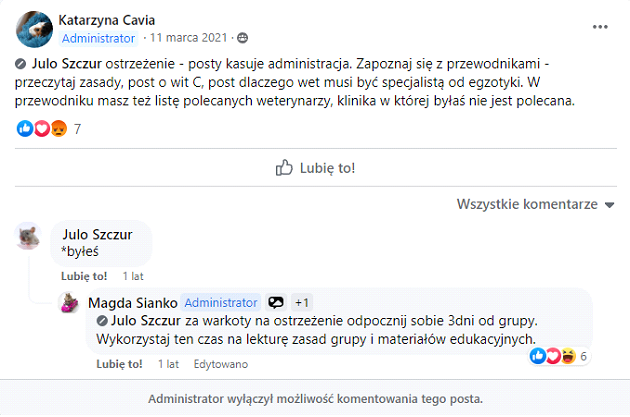 Katarzyna Cavia
Administrator · 11 marca 2021 ·
Julo Szczur ostrzeżenie - posty kasuje administracja. Zapoznaj się z przewodnikami -
przeczytaj zasady, post o wit C, post dlaczego wet musi być specjalistą od egzotyki. W
przewodniku masz też listę polecanych weterynarzy, klinika w której byłaś nie jest polecana.
7
Lubię to!
Wszystkie komentarze
Julo Szczur
*byłeś
Lubię to! 1 lat
Magda Sianko Administrator +1
Julo Szczur za warkoty na ostrzeżenie odpocznij sobie 3dni od grupy.
Wykorzystaj ten czas na lekturę zasad grupy i materiałów edukacyjnych.
6
Lubię to! 1 lat Edytowano
Administrator wyłączył możliwość komentowania tego posta.